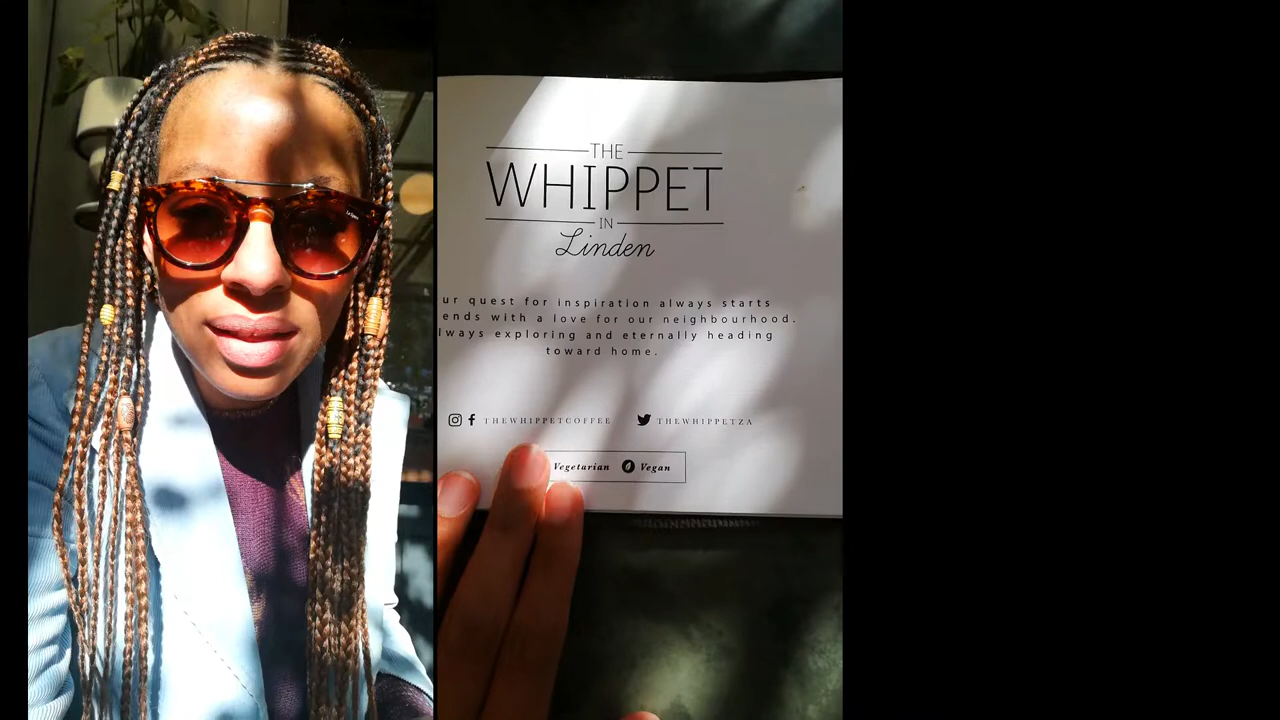 THE
WHIPPET
IN
Linden
ur quest for inspiration always starts
ends with a love for our neighbourhood.
lways exploring and eternally heading
toward home.
THEWHIPPETCOFFEE THEWHIPPETZA
Vegetarian Vegan